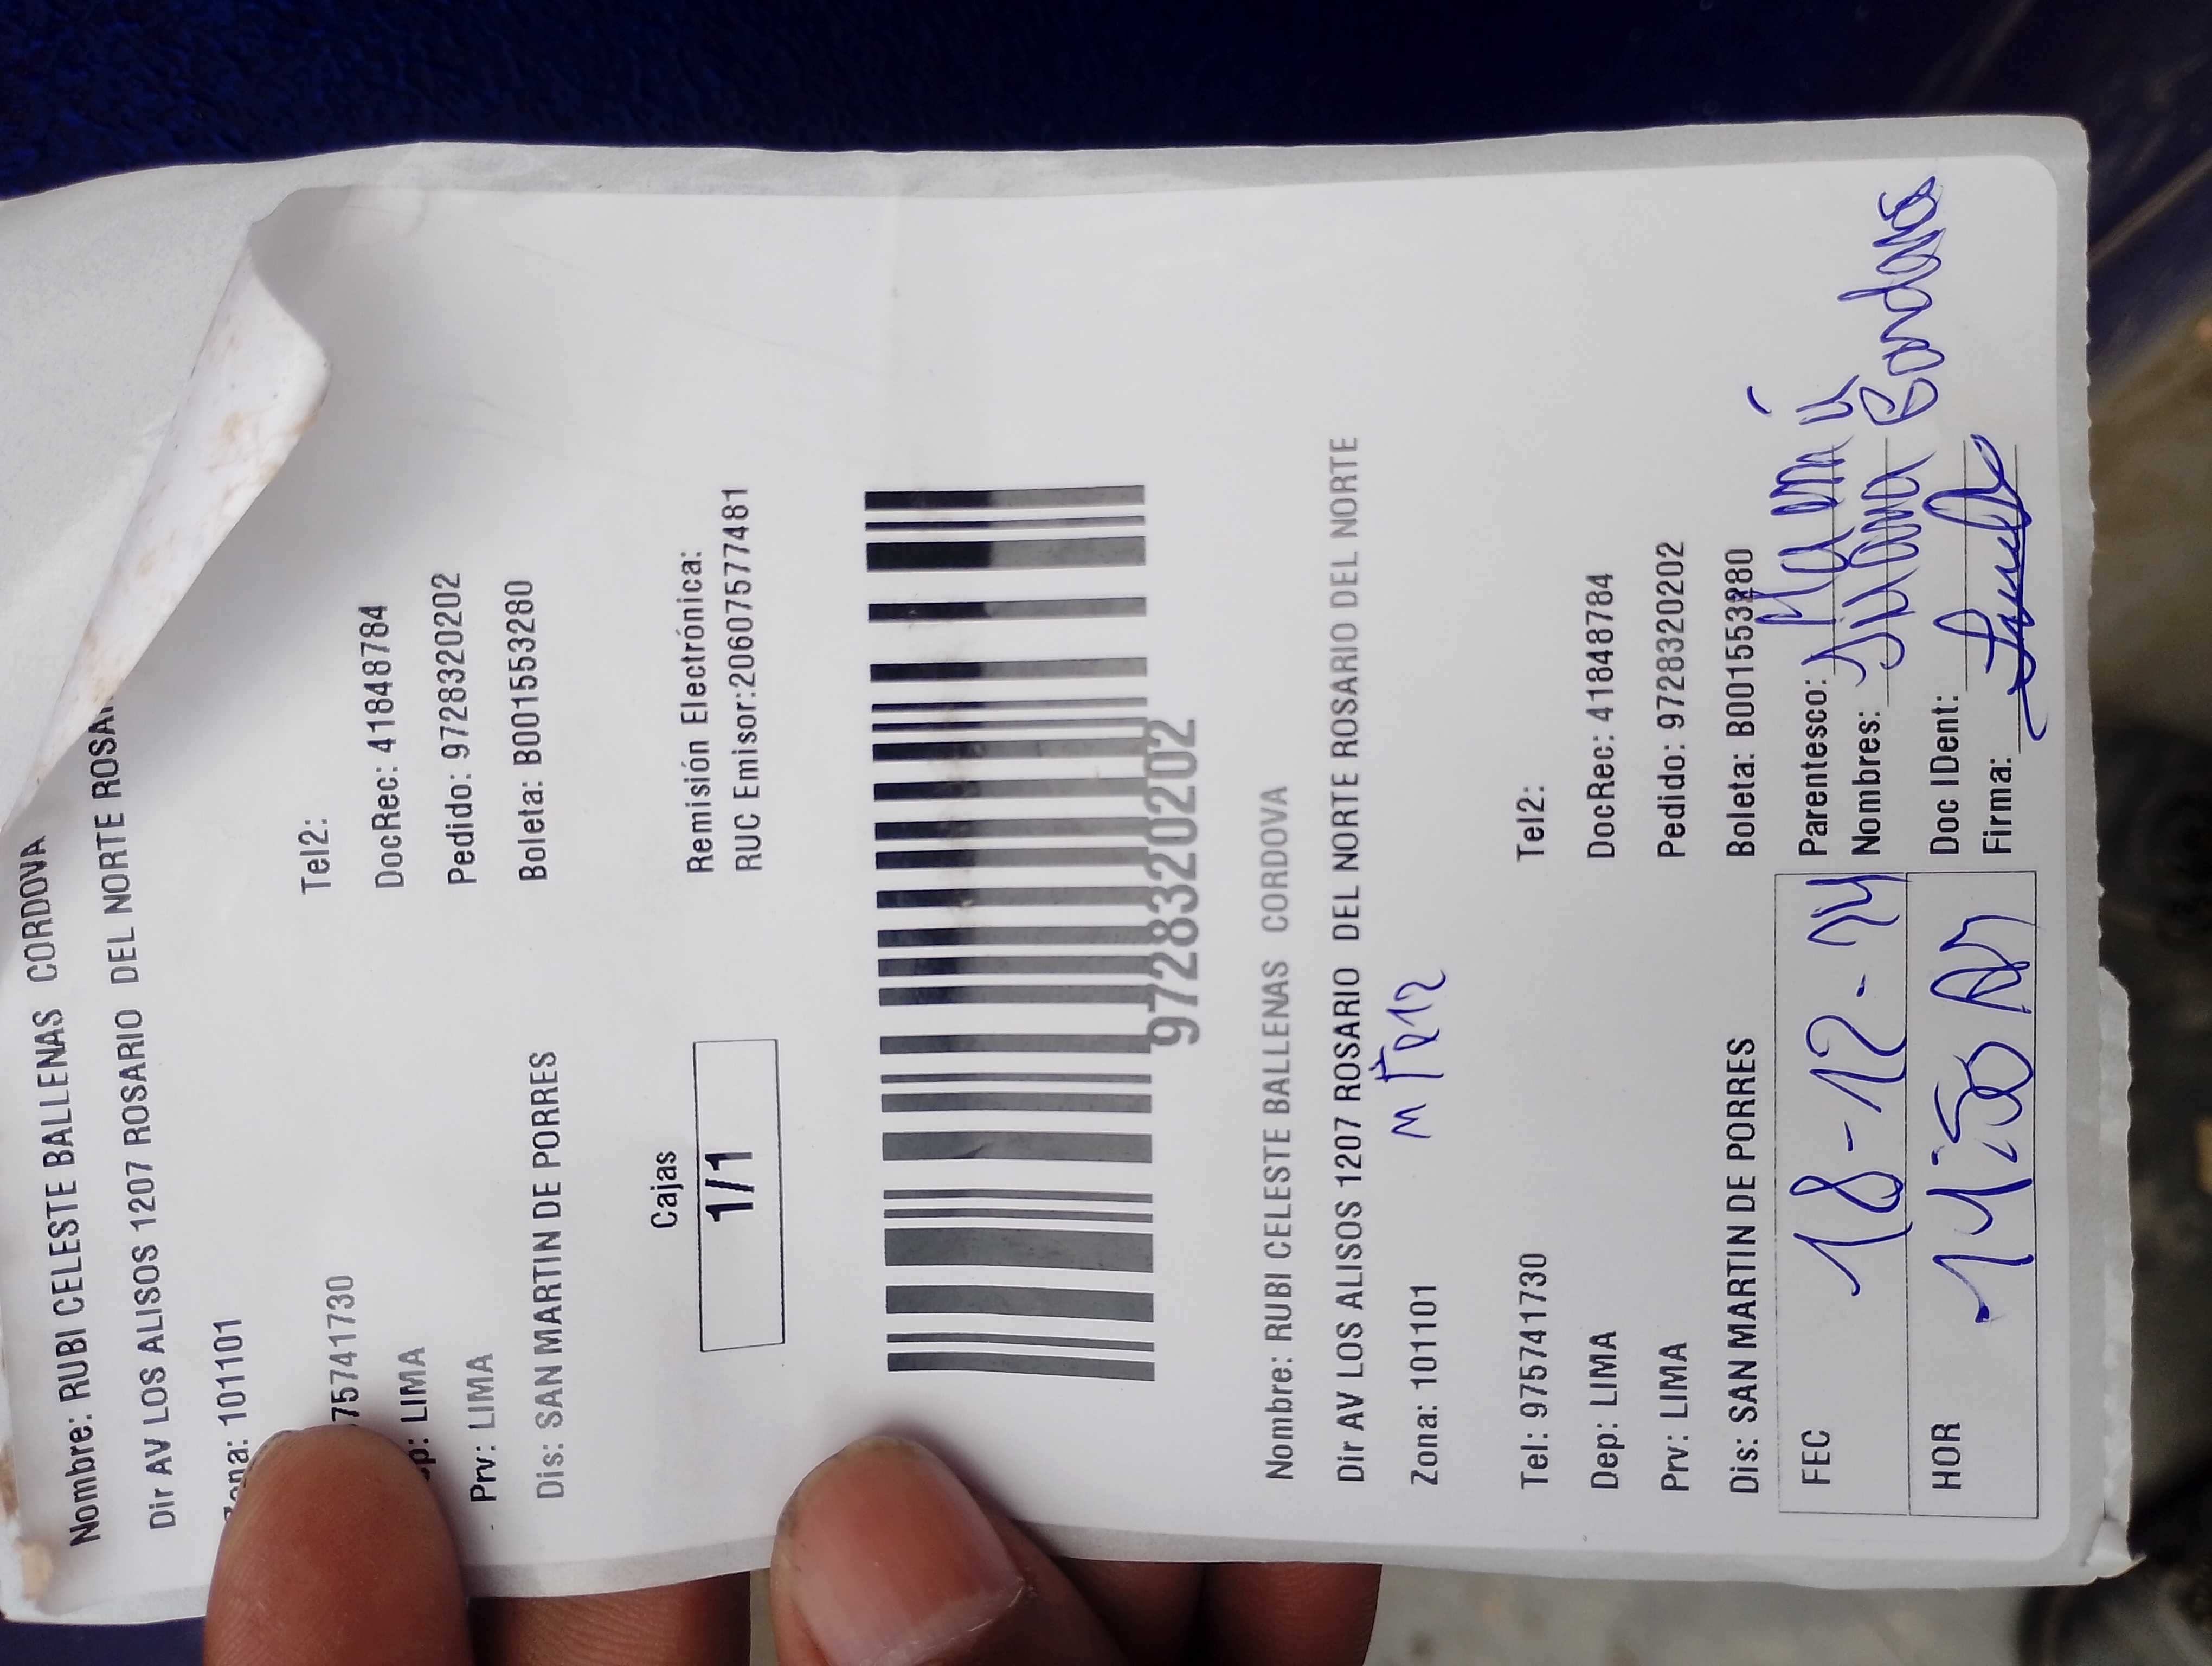 Nombre: RUBI CELESTE BALLENAS CORDOVA
Dir AV LOS ALISOS 1207 ROSARIO DEL NORTE
101101
Tel2:
DocRec: 41848784
LIMA
Pedido: 9728320202
Prv: LIMA
Boleta: B001553280
Dis: SAN MARTIN DE PORRES
Cajas
1/1
Remisión Electrónica:
RUC Emisor:20607577481
9728320202
Nombre: RUBI CELESTE BALLENAS CORDOVA
Dir AV LOS ALISOS 1207 ROSARIO DEL NORTE ROSARIO DEL NORTE
Zona: 101101
Tel: 975741730 Tel2:
Dep: LIMA DocRec: 41848784
Prv: LIMA Pedido: 9728320202
Dis: SAN MARTIN DE PORRES Boleta: B001553280
FEC 18-12-24 Parentesco: Mamá
Nombres:
HOR Doc IDent:
Firma: